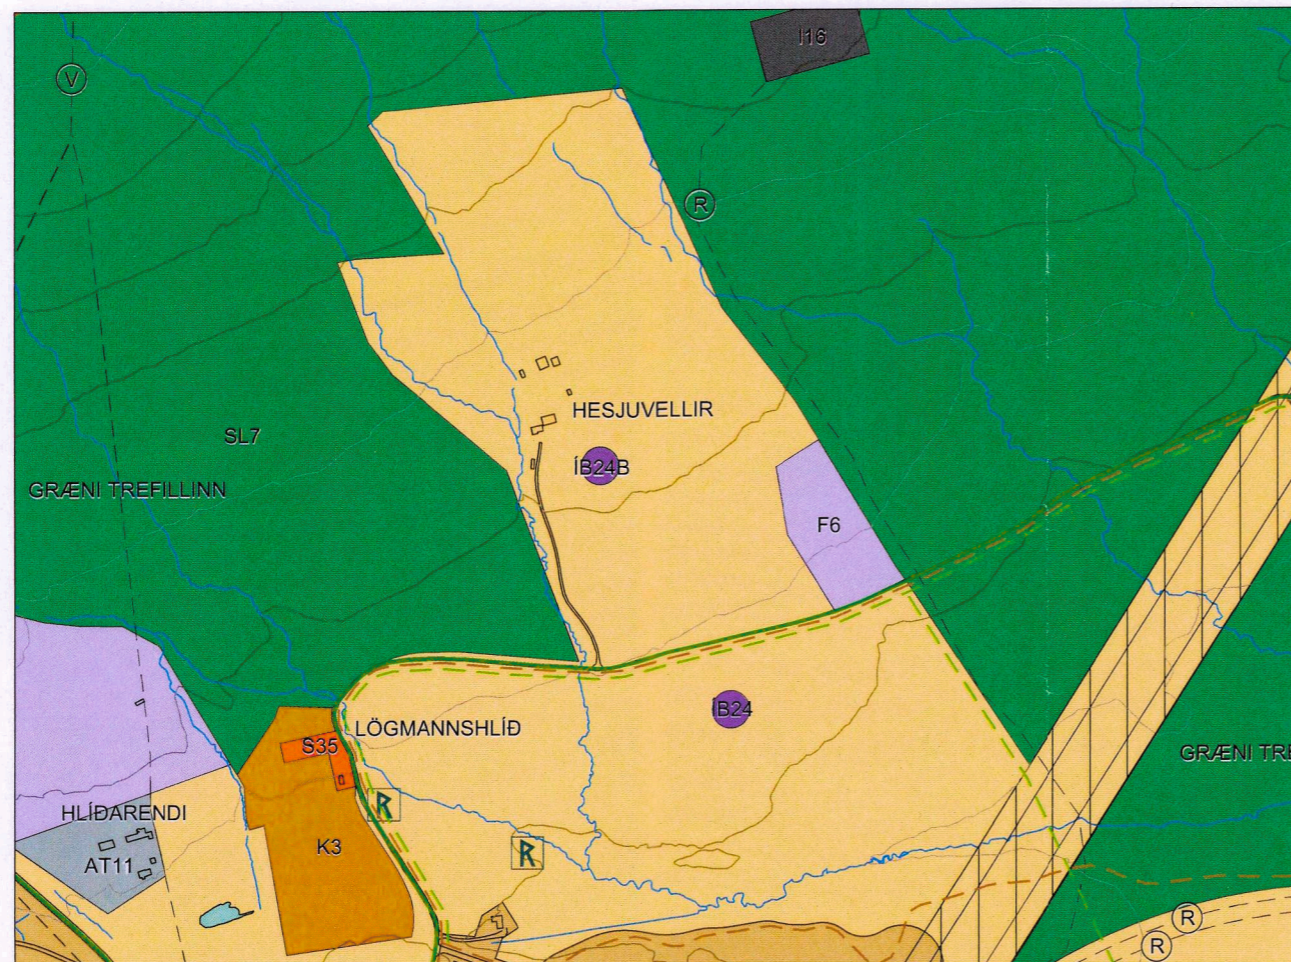 I16
V
R
HESJUVELLIR
SL7
ÍB24B
GRÆNI TREFILLINN
F6
ÍB24
LÖGMANNSHLÍÐ
S35
GRÆNI TRE
R
HLÍÐARENDI
K3
R
AT11
R
R